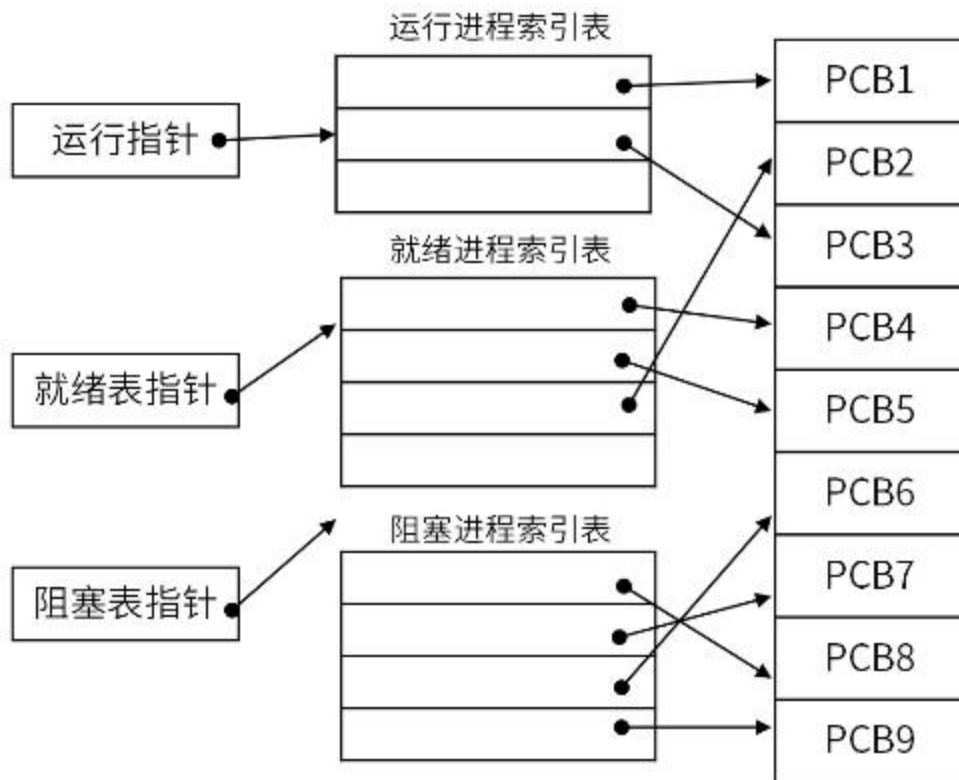 运行进程索引表
运行指针
就绪进程索引表
就绪表指针
阻塞进程索引表
阻塞表指针
PCB1
PCB2
PCB3
PCB4
PCB5
PCB6
PCB7
PCB8
PCB9